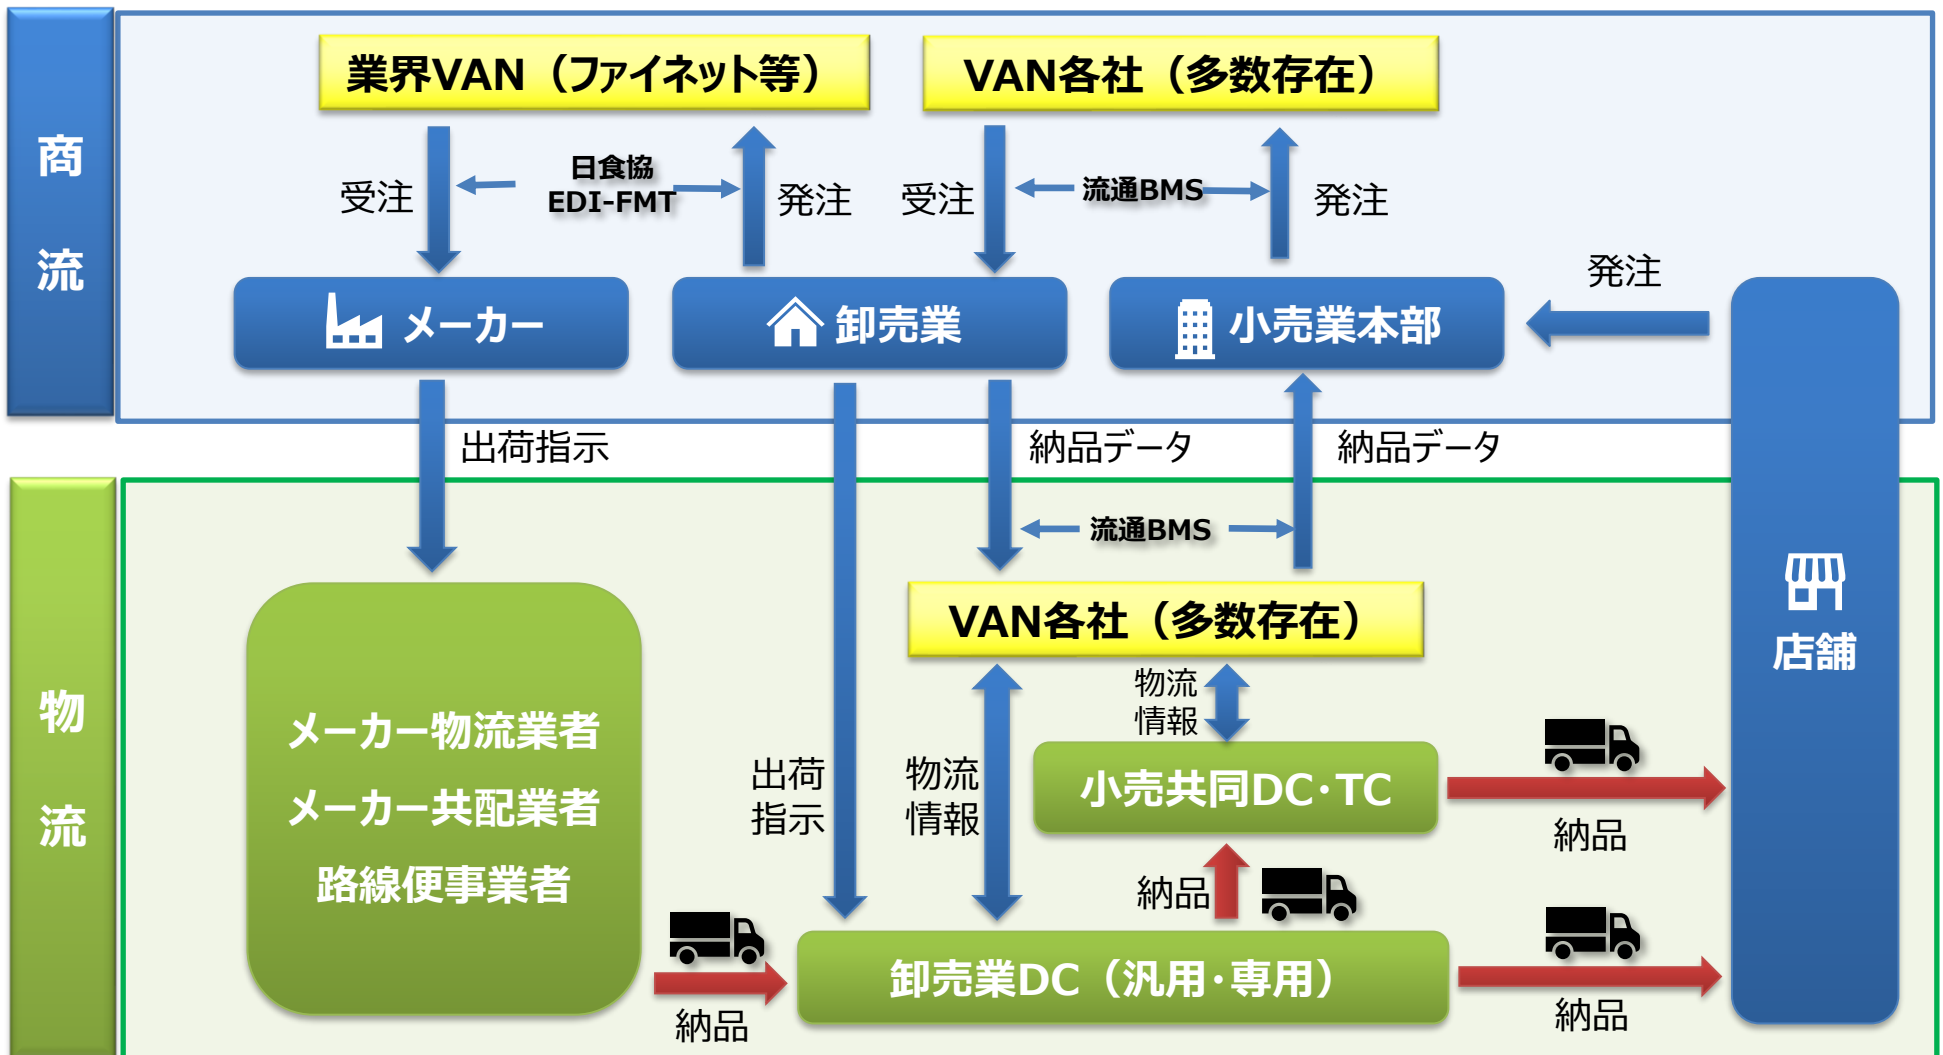 商
流
業界VAN（ファイネット等）
VAN各社（多数存在）
受注
日食協
EDI-FMT
発注
受注
流通BMS
発注
発注
メーカー
卸売業
小売業本部
出荷指示
納品データ
納品データ
物
流
流通BMS
VAN各社（多数存在）
店舗
メーカー物流業者
メーカー共配業者
路線便事業者
出荷
指示
物流
情報
物流
情報
小売共同DC･TC
納品
納品
卸売業DC（汎用･専用）
納品
納品